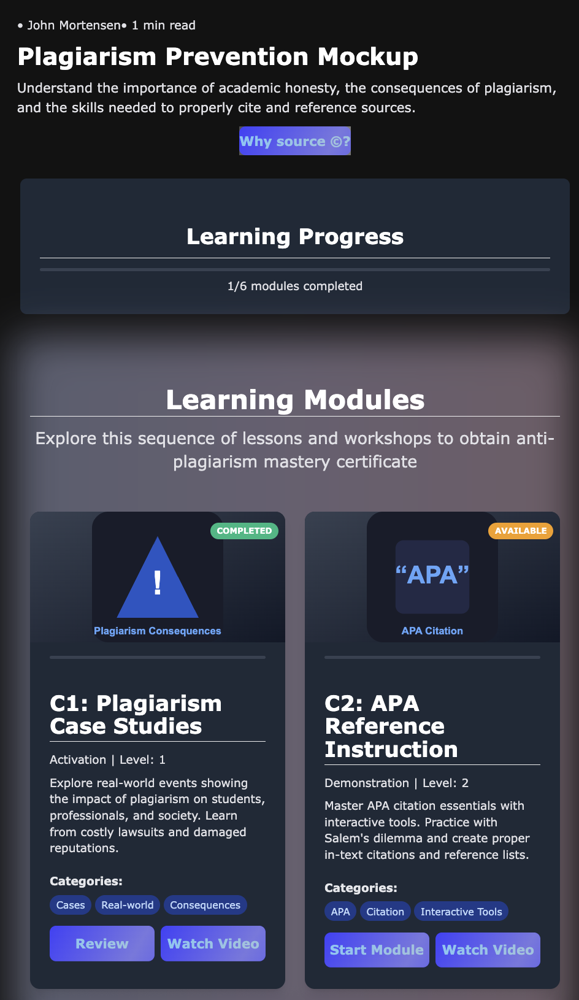 • John Mortensen• 1 min read
Plagiarism Prevention Mockup
Understand the importance of academic honesty, the consequences of plagiarism,
and the skills needed to properly cite and reference sources.
Why source ©?
Learning Progress
1/6 modules completed
Learning Modules
Explore this sequence of lessons and workshops to obtain anti-
plagiarism mastery certificate
COMPLETED
!
Plagiarism Consequences
C1: Plagiarism
Case Studies
Activation | Level: 1
Explore real-world events showing
the impact of plagiarism on students,
professionals, and society. Learn
from costly lawsuits and damaged
reputations.
Categories:
Cases Real-world Consequences
Review Watch Video
AVAILABLE
“APA”
APA Citation
C2: APA
Reference
Instruction
Demonstration | Level: 2
Master APA citation essentials with
interactive tools. Practice with
Salem's dilemma and create proper
in-text citations and reference lists.
Categories:
APA Citation Interactive Tools
Start Module Watch Video